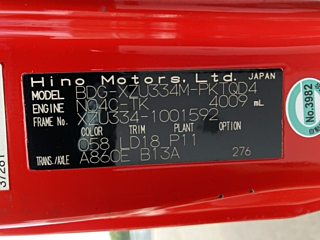 Hino Motors, Ltd. JAPAN
MODEL BDG-XZU334M-PKTQD4
ENGINE N04C-TK 4009 mL
FRAME No. XZU334-1001592
COLOR TRIM PLANT OPTION
058 LD18 P11
TRANS./AXLE A860E B13A 276
No.3982
37281